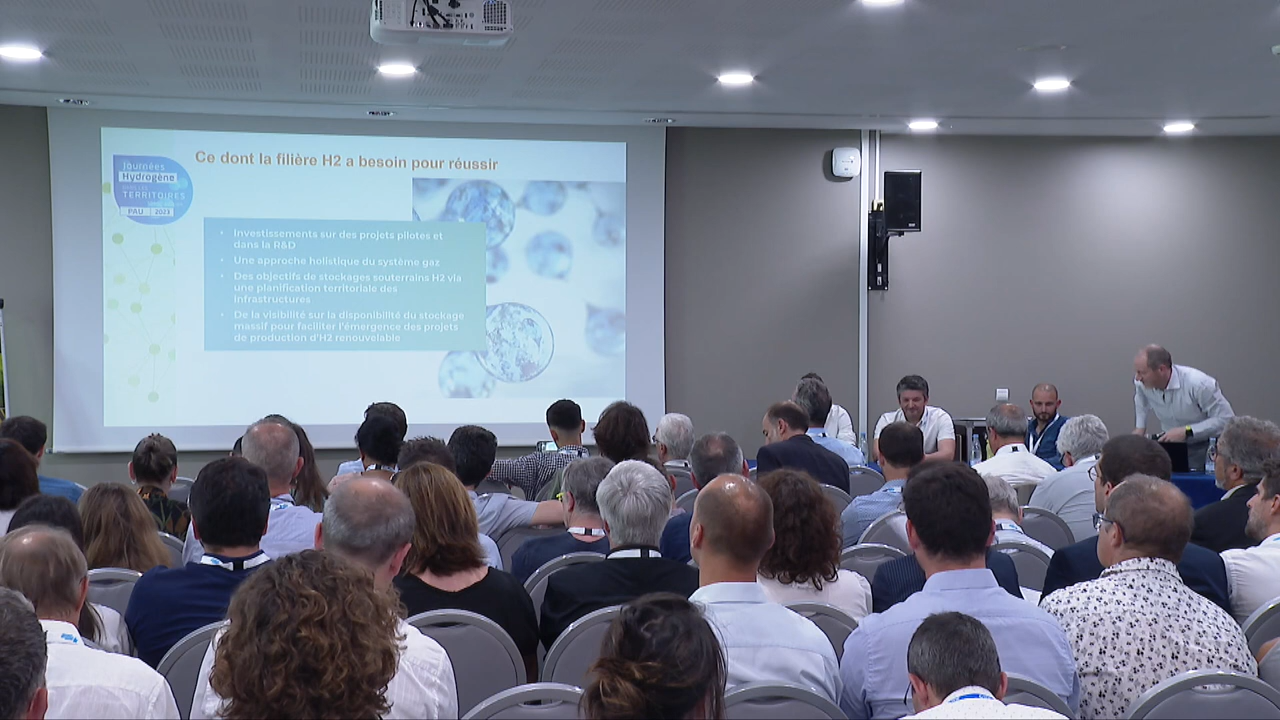 Ce dont la filière H2 a besoin pour réussir
Journées
Hydrogène
DANS LES
TERRITOIRES
PAU 2023
• Investissements sur des projets pilotes et
dans la R&D
• Une approche holistique du système gaz
• Des objectifs de stockages souterrains H2 via
une planification territoriale des
infrastructures
• De la visibilité sur la disponibilité du stockage
massif pour faciliter l'émergence des projets
de production d'H2 renouvelable